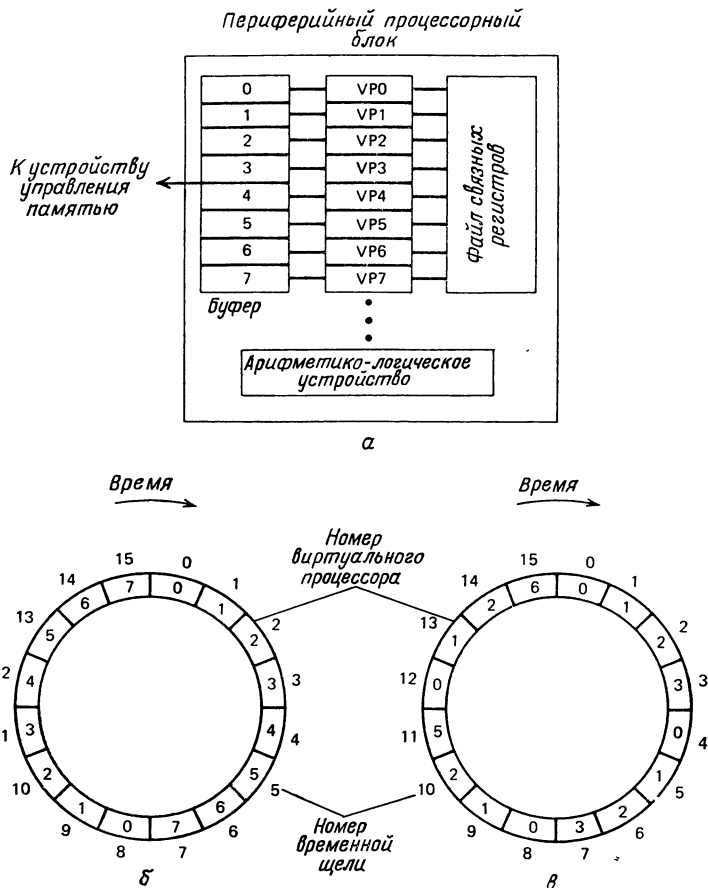 Периферийный процессорный
блок
0 VP0
1 VP1
2 VP2
3 VP3
4 VP4
5 VP5
6 VP6
7 VP7
К устройству
управления
памятью
Файл связных
регистров
Буфер
Арифметико-логическое
устройство
а
Время
Время
Номер
виртуального
процессора
15 0
14 1
13 2
2 3
1 4
10 5
9 6
8 7
0 1 2 3 4 5 6 7 0 1 2 3 4 5 6 7
15 0
14 1
13 2
12 3
11 4
10 5
9 6
8 7
0 1 2 3 0 1 2 3 0 1 2 5 0 1 2 6
Номер
временной
щели
б
в